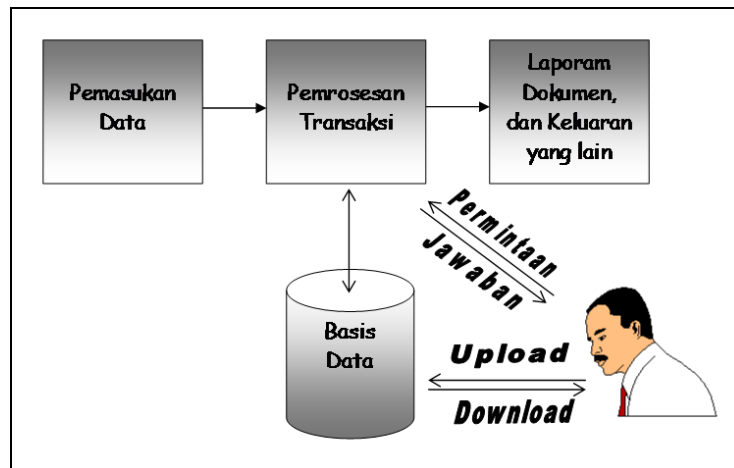 Pemasukan
Data
Pemrosesan
Transaksi
Laporam
Dokumen,
dan Keluaran
yang lain
Permintaan
Jawaban
Basis
Data
Upload
Download